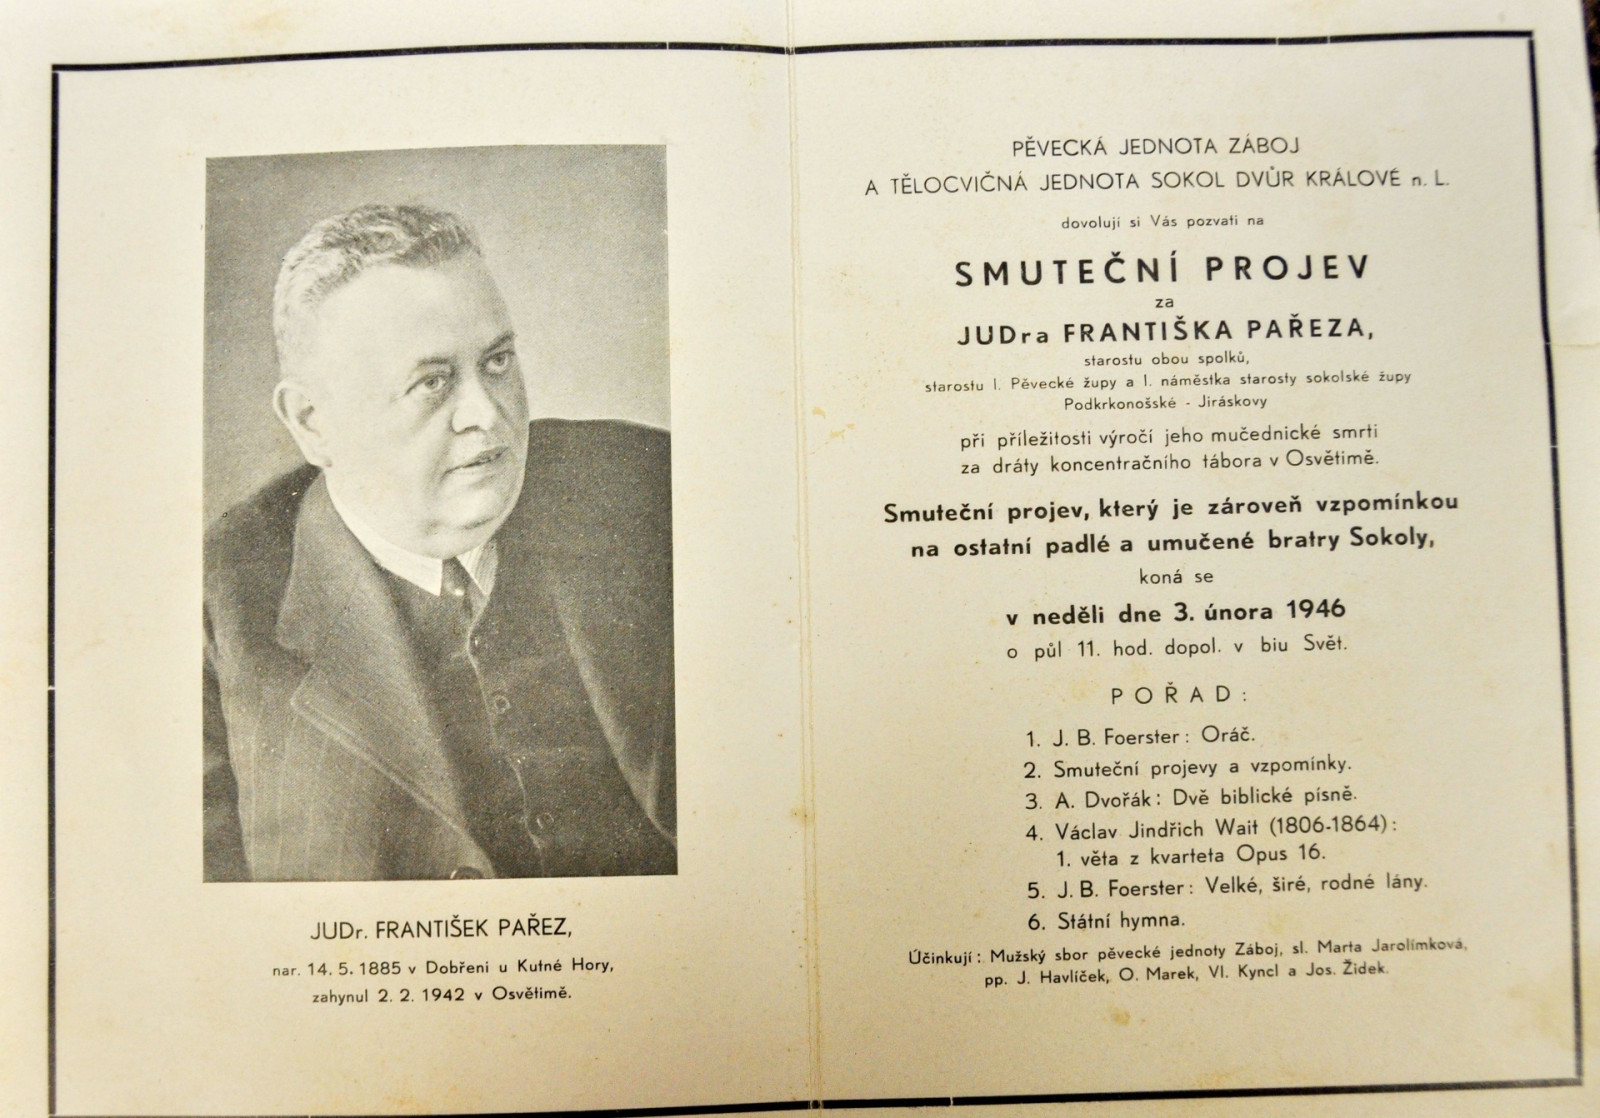 JUDr. FRANTIŠEK PAŘEZ,
nar. 14. 5. 1885 v Dobřeni u Kutné Hory,
zahynul 2. 2. 1942 v Osvětimě.
PĚVECKÁ JEDNOTA ZÁBOJ
A TĚLOCVIČNÁ JEDNOTA SOKOL DVŮR KRÁLOVÉ n. L.
dovolují si Vás pozvati na
SMUTEČNÍ PROJEV
za
JUDra FRANTIŠKA PAŘEZA,
starostu obou spolků,
starostu I. Pěvecké župy a I. náměstka starosty sokolské župy
Podkrkonošské - Jiráskovy
při příležitosti výročí jeho mučednické smrti
za dráty koncentračního tábora v Osvětimě.
Smuteční projev, který je zároveň vzpomínkou
na ostatní padlé a umučené bratry Sokoly,
koná se
v neděli dne 3. února 1946
o půl 11. hod. dopol. v biu Svět.
POŘAD:
1. J. B. Foerster: Oráč.
2. Smuteční projevy a vzpomínky.
3. A. Dvořák: Dvě biblické písně.
4. Václav Jindřich Wait (1806-1864):
1. věta z kvarteta Opus 16.
5. J. B. Foerster: Velké, širé, rodné lány.
6. Státní hymna.
Účinkují: Mužský sbor pěvecké jednoty Záboj, sl. Marta Jarolímková,
pp. J. Havlíček, O. Marek, Vl. Kyncl a Jos. Židek.